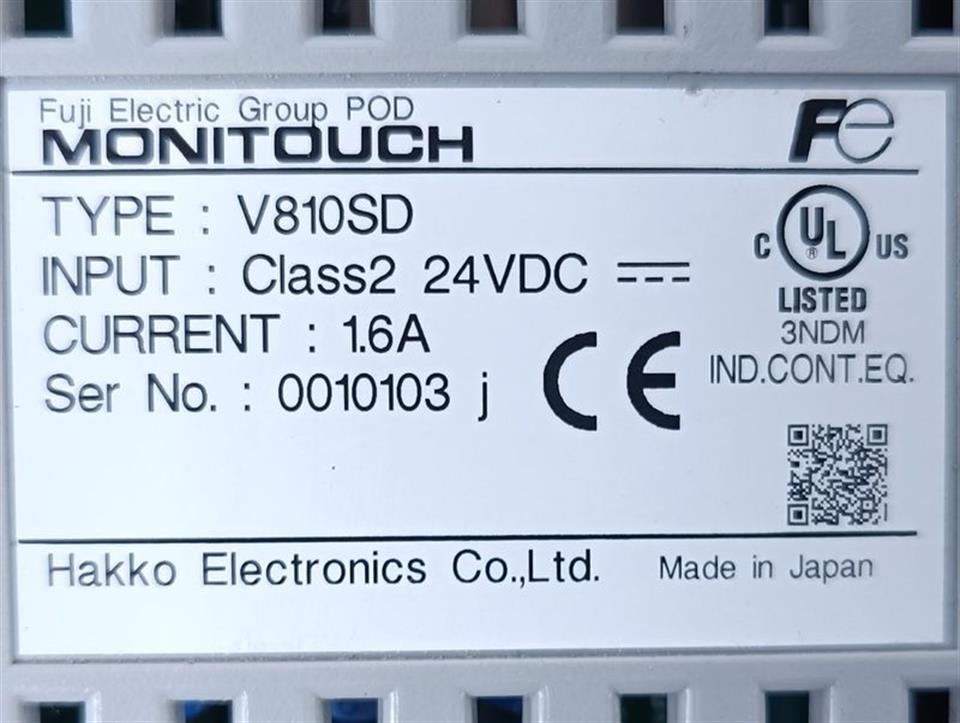 Fuji Electric Group POD
MONITOUCH
Fe
TYPE : V810SD
INPUT : Class2 24VDC
CURRENT : 1.6A
Ser No. : 0010103 j
CE
C UL ® US
LISTED
3NDM
IND.CONT.EQ.
Hakko Electronics Co.,Ltd.
Made in Japan